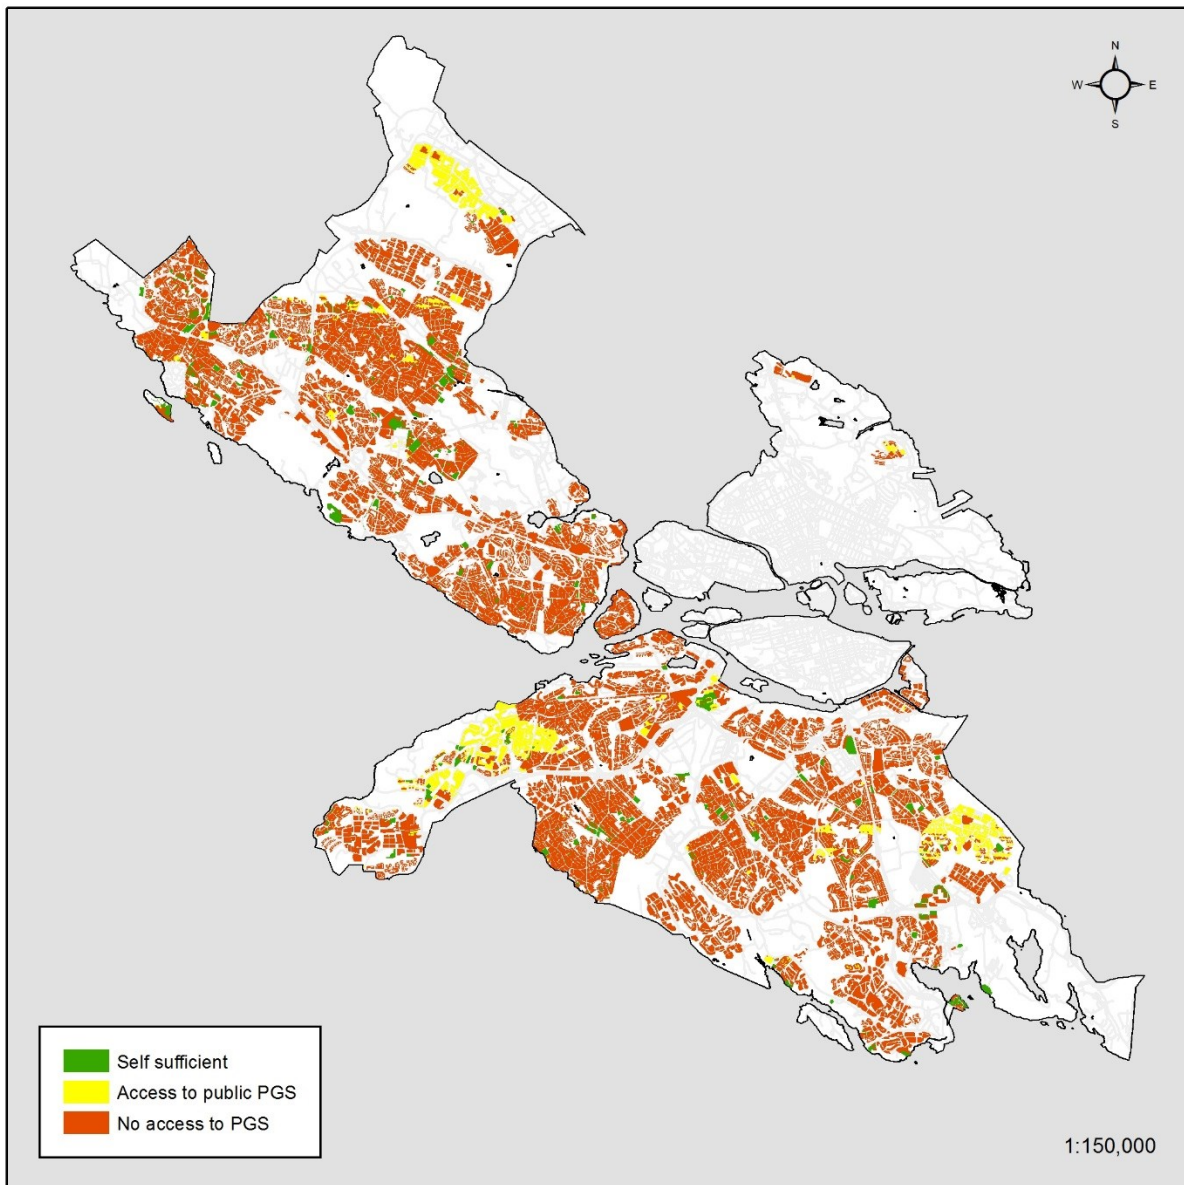 N
W E
S
Self sufficient
Access to public PGS
No access to PGS
1:150,000